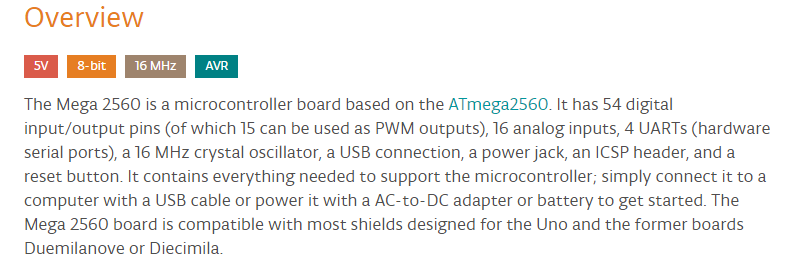 Overview
5V 8-bit 16 MHz AVR
The Mega 2560 is a microcontroller board based on the ATmega2560. It has 54 digital
input/output pins (of which 15 can be used as PWM outputs), 16 analog inputs, 4 UARTs (hardware
serial ports), a 16 MHz crystal oscillator, a USB connection, a power jack, an ICSP header, and a
reset button. It contains everything needed to support the microcontroller; simply connect it to a
computer with a USB cable or power it with a AC-to-DC adapter or battery to get started. The
Mega 2560 board is compatible with most shields designed for the Uno and the former boards
Duemilanove or Diecimila.